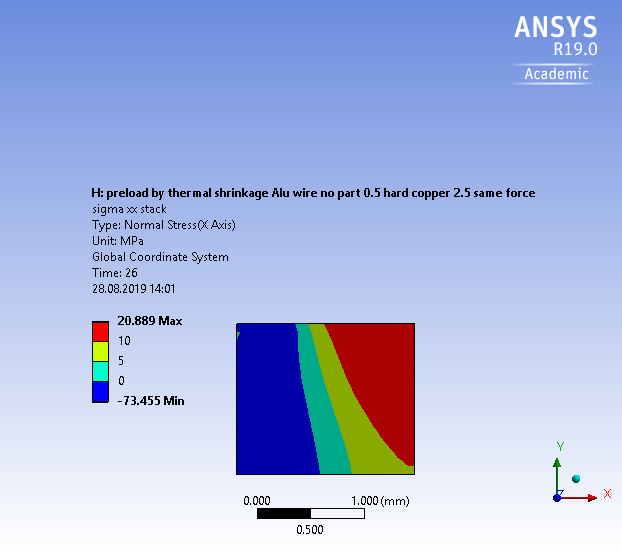 ANSYS
R19.0
Academic
H: preload by thermal shrinkage Alu wire no part 0.5 hard copper 2.5 same force
sigma xx stack
Type: Normal Stress(X Axis)
Unit: MPa
Global Coordinate System
Time: 26
28.08.2019 14:01
20.889 Max
10
5
0
-73.455 Min
0.000
1.000 (mm)
0.500
Y
Z
X